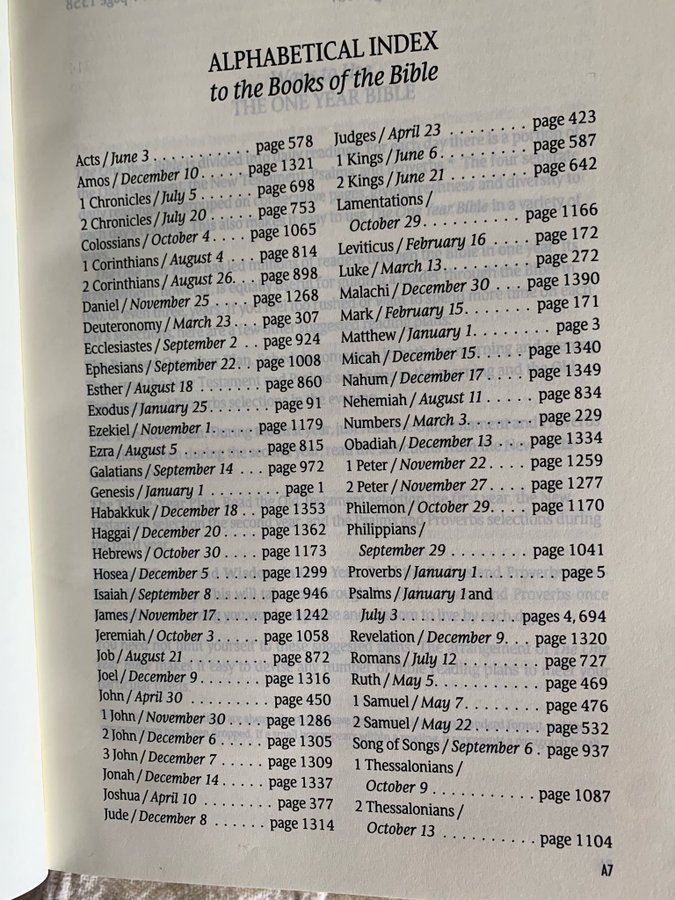 ALPHABETICAL INDEX
to the Books of the Bible
THE ONE YEAR BIBLE
Acts / June 3 . . . . . . . . . . . page 578
Amos / December 10 . . . . . page 1321
1 Chronicles / July 5 . . . . . . page 698
2 Chronicles / July 20 . . . . . page 753
Colossians / October 4 . . . . page 1065
1 Corinthians / August 4 . . . page 814
2 Corinthians / August 26 . . . page 898
Daniel / November 25 . . . . . page 1268
Deuteronomy / March 23 . . . page 307
Ecclesiastes / September 2 . . page 924
Ephesians / September 22 . . page 1008
Esther / August 18 . . . . . . . page 860
Exodus / January 25 . . . . . . . page 91
Ezekiel / November 1 . . . . . page 1179
Ezra / August 5 . . . . . . . . . page 815
Galatians / September 14 . . . page 972
Genesis / January 1 . . . . . . . . page 1
Habakkuk / December 18 . . page 1353
Haggai / December 20 . . . . page 1362
Hebrews / October 30 . . . . page 1173
Hosea / December 5 . . . . . page 1299
Isaiah / September 8 . . . . . . page 946
James / November 17 . . . . . page 1242
Jeremiah / October 3 . . . . . page 1058
Job / August 21 . . . . . . . . . page 872
Joel / December 9 . . . . . . . page 1316
John / April 30 . . . . . . . . . page 450
1 John / November 30 . . . . page 1286
2 John / December 6 . . . . . page 1305
3 John / December 7 . . . . . page 1309
Jonah / December 14 . . . . . page 1337
Joshua / April 10 . . . . . . . . page 377
Jude / December 8 . . . . . . page 1314
Judges / April 23 . . . . . . . . page 423
1 Kings / June 6 . . . . . . . . . page 587
2 Kings / June 21 . . . . . . . . page 642
Lamentations /
October 29 . . . . . . . . . . page 1166
Leviticus / February 16 . . . . page 172
Luke / March 13 . . . . . . . . . page 272
Malachi / December 30 . . . page 1390
Mark / February 15 . . . . . . . page 171
Matthew / January 1 . . . . . . . . page 3
Micah / December 15 . . . . . page 1340
Nahum / December 17 . . . . page 1349
Nehemiah / August 11 . . . . . page 834
Numbers / March 3 . . . . . . . page 229
Obadiah / December 13 . . . page 1334
1 Peter / November 22 . . . . page 1259
2 Peter / November 27 . . . . page 1277
Philemon / October 29 . . . . page 1170
Philippians /
September 29 . . . . . . . . page 1041
Proverbs / January 1 . . . . . . . . page 5
Psalms / January 1 and
July 3 . . . . . . . . . . . . pages 4, 694
Revelation / December 9 . . . page 1320
Romans / July 12 . . . . . . . . page 727
Ruth / May 5 . . . . . . . . . . . page 469
1 Samuel / May 7 . . . . . . . . page 476
2 Samuel / May 22 . . . . . . . page 532
Song of Songs / September 6 . page 937
1 Thessalonians /
October 9 . . . . . . . . . . . page 1087
2 Thessalonians /
October 13 . . . . . . . . . . page 1104
A7